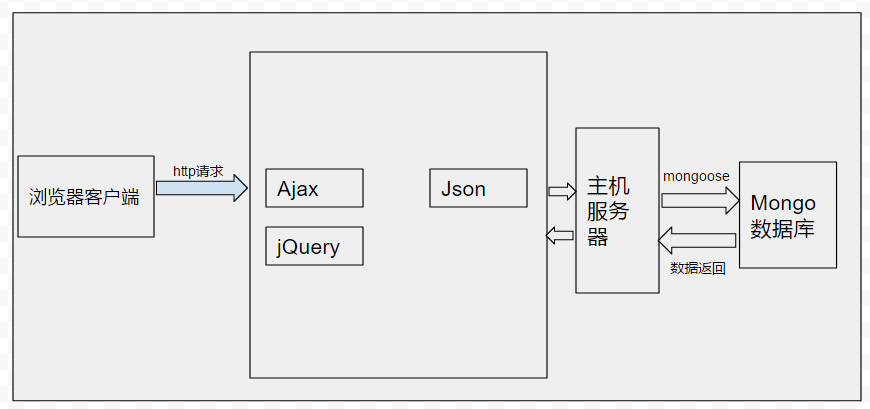 http请求
浏览器客户端
Ajax
jQuery
Json
主机
服务
器
mongoose
Mongo
数据库
数据返回